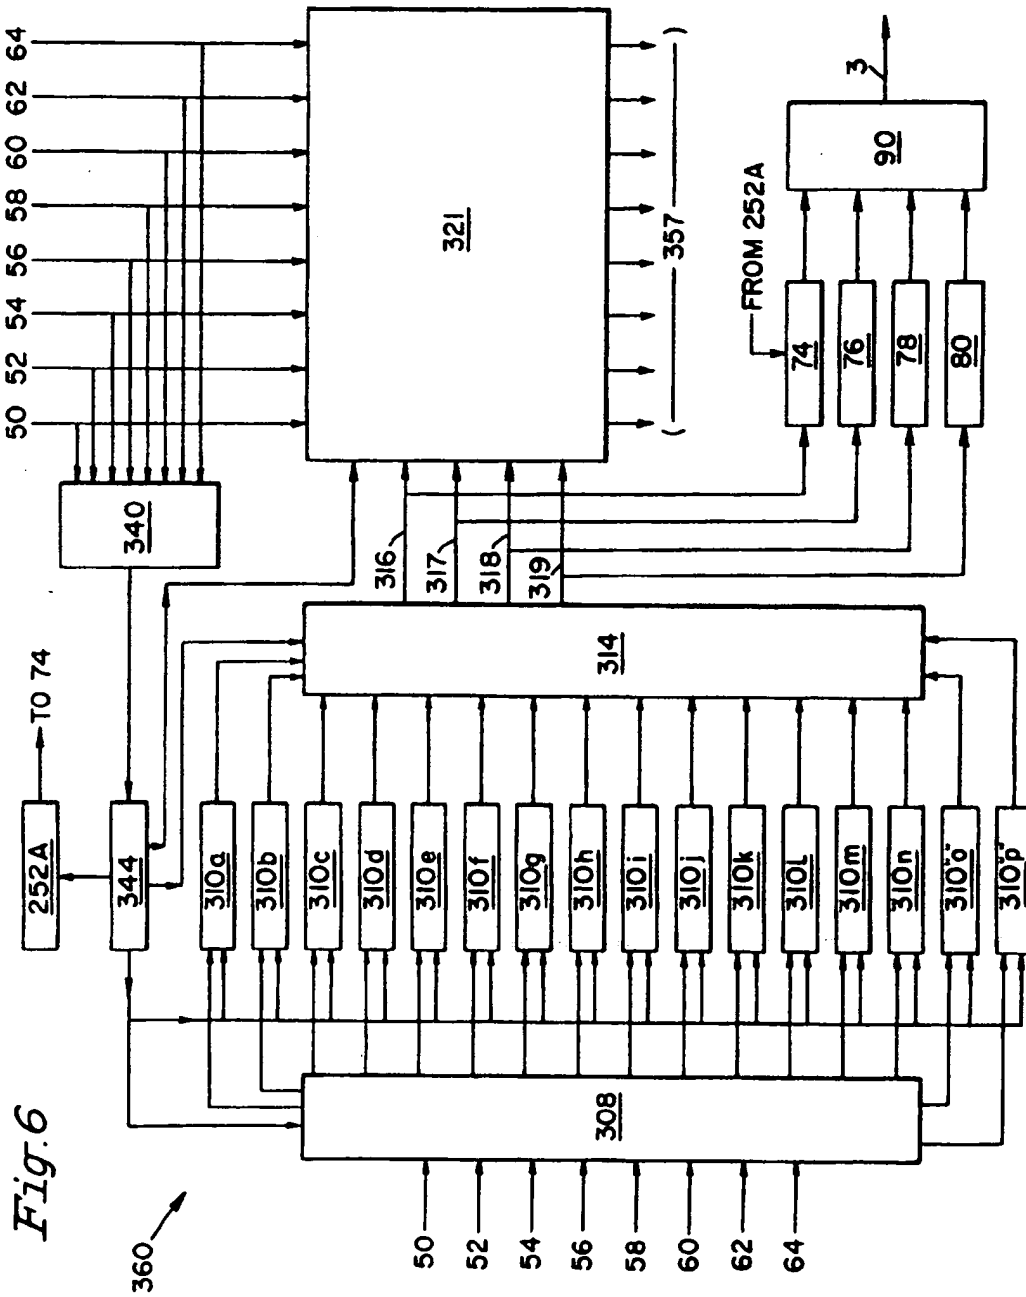 Fig. 6
360
50
52
54
56
58
60
62
64
308
252A
TO 74
344
310a
310b
310c
310d
310e
310f
310g
310h
310i
310j
310k
310L
310m
310n
310"o"
310"p"
314
340
50
52
54
56
58
60
62
64
316
317
318
319
321
( 357 )
FROM 252A
74
76
78
80
90
3